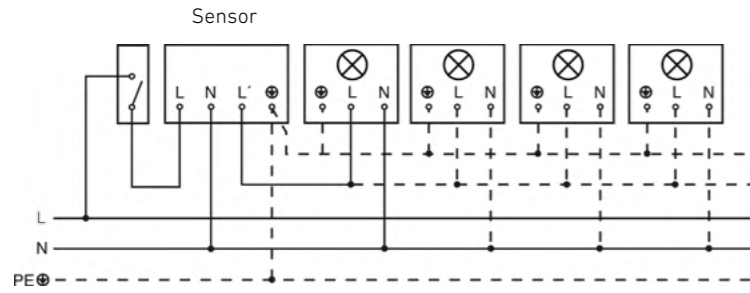 Sensor
L N L´ ⏚ ⏚ L N ⏚ L N ⏚ L N ⏚ L N
L
N
PE⏚